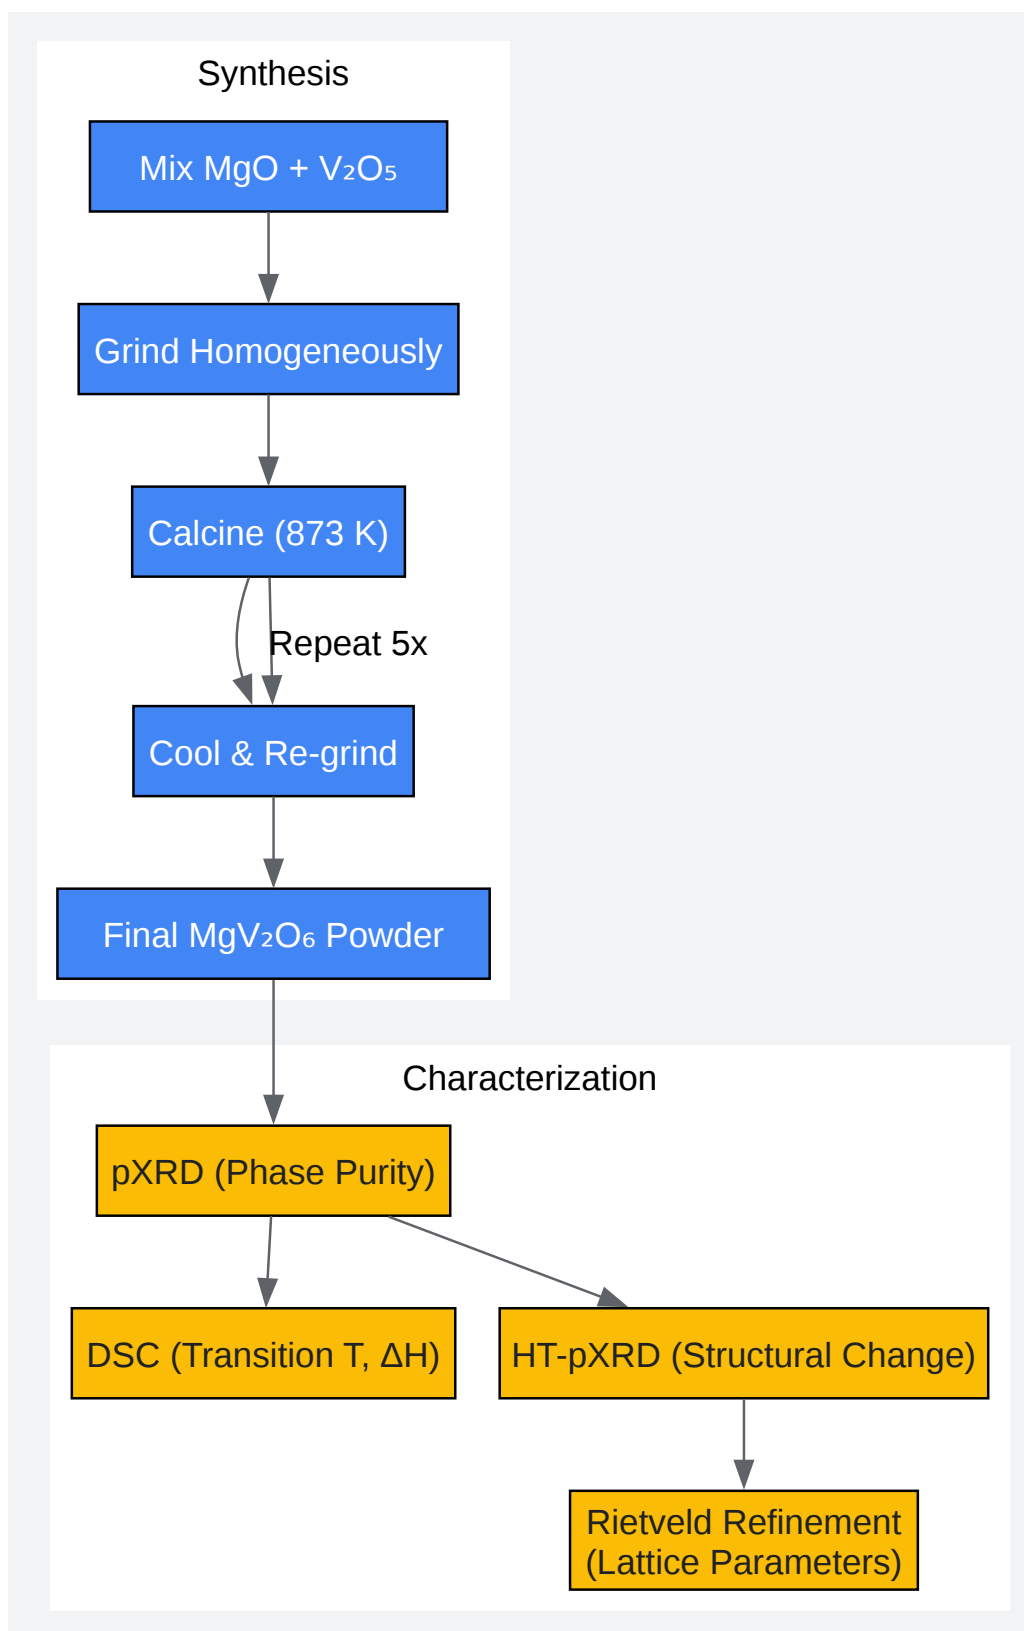 Synthesis
Mix MgO + V₂O₅
Grind Homogeneously
Calcine (873 K)
Repeat 5x
Cool & Re-grind
Final MgV₂O₆ Powder
Characterization
pXRD (Phase Purity)
DSC (Transition T, ΔH)
HT-pXRD (Structural Change)
Rietveld Refinement
(Lattice Parameters)